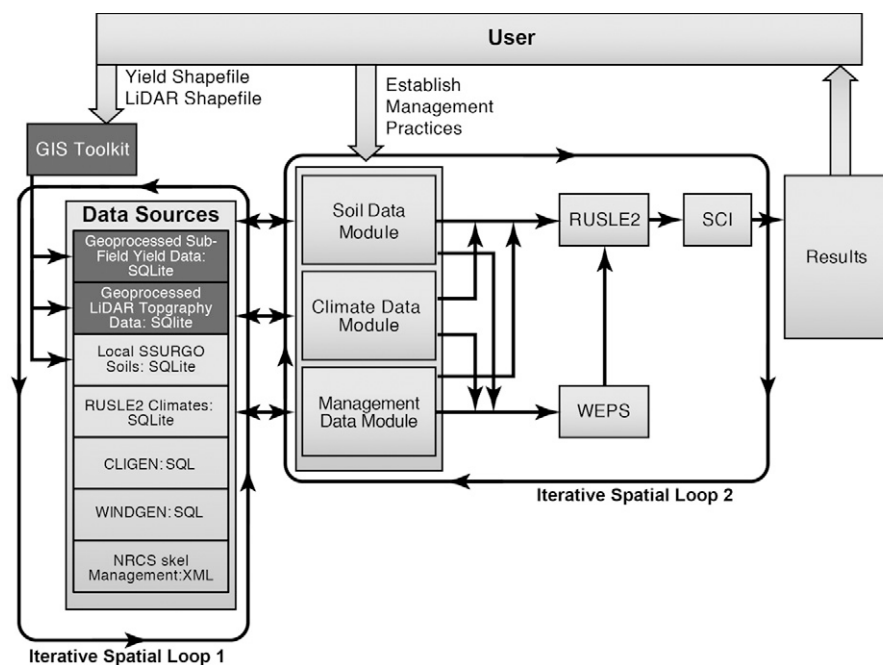 User
Yield Shapefile
LiDAR Shapefile
Establish
Management
Practices
GIS Toolkit
Data Sources
Geoprocessed Sub-
Field Yield Data:
SQLite
Geoprocessed
LiDAR Topgraphy
Data: SQlite
Local SSURGO
Soils: SQLite
RUSLE2 Climates:
SQLite
CLIGEN: SQL
WINDGEN: SQL
NRCS skel
Management:XML
Iterative Spatial Loop 1
Soil Data
Module
Climate Data
Module
Management
Data Module
RUSLE2
SCI
WEPS
Results
Iterative Spatial Loop 2